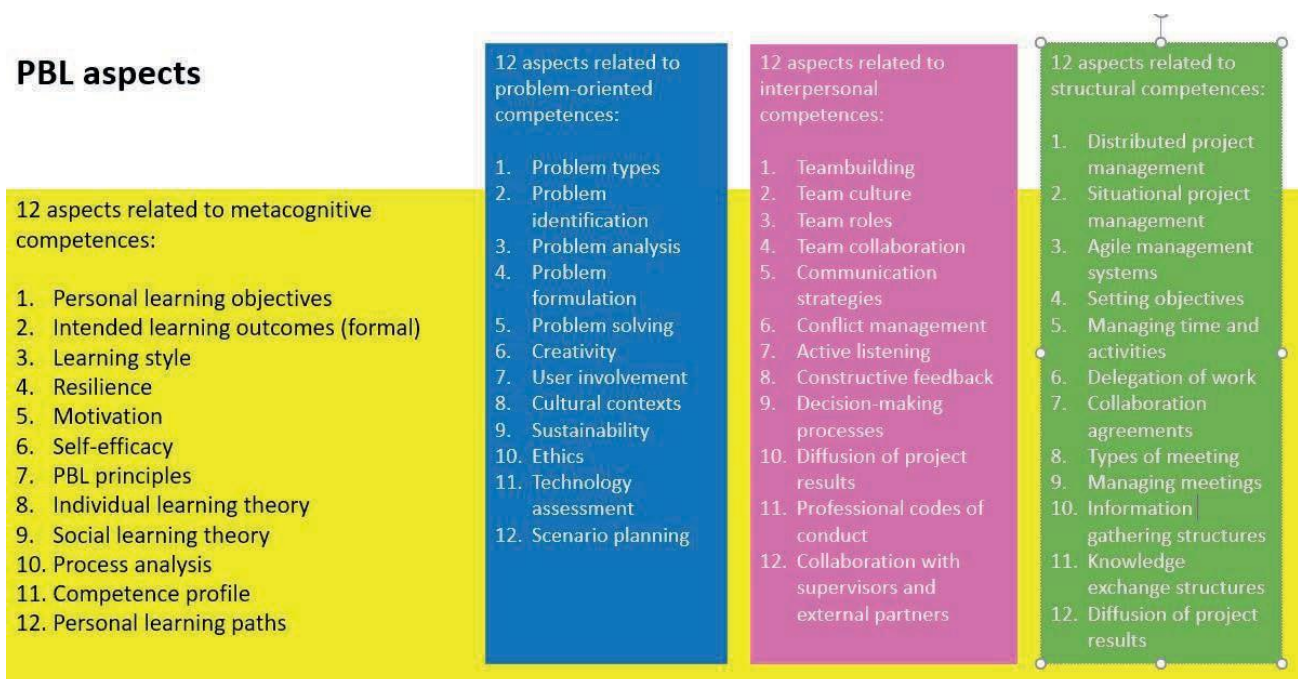 PBL aspects
12 aspects related to metacognitive
competences:
1. Personal learning objectives
2. Intended learning outcomes (formal)
3. Learning style
4. Resilience
5. Motivation
6. Self-efficacy
7. PBL principles
8. Individual learning theory
9. Social learning theory
10. Process analysis
11. Competence profile
12. Personal learning paths
12 aspects related to
problem-oriented
competences:
1. Problem types
2. Problem
identification
3. Problem analysis
4. Problem
formulation
5. Problem solving
6. Creativity
7. User involvement
8. Cultural contexts
9. Sustainability
10. Ethics
11. Technology
assessment
12. Scenario planning
12 aspects related to
interpersonal
competences:
1. Teambuilding
2. Team culture
3. Team roles
4. Team collaboration
5. Communication
strategies
6. Conflict management
7. Active listening
8. Constructive feedback
9. Decision-making
processes
10. Diffusion of project
results
11. Professional codes of
conduct
12. Collaboration with
supervisors and
external partners
12 aspects related to
structural competences:
1. Distributed project
management
2. Situational project
management
3. Agile management
systems
4. Setting objectives
5. Managing time and
activities
6. Delegation of work
7. Collaboration
agreements
8. Types of meeting
9. Managing meetings
10. Information
gathering structures
11. Knowledge
exchange structures
12. Diffusion of project
results